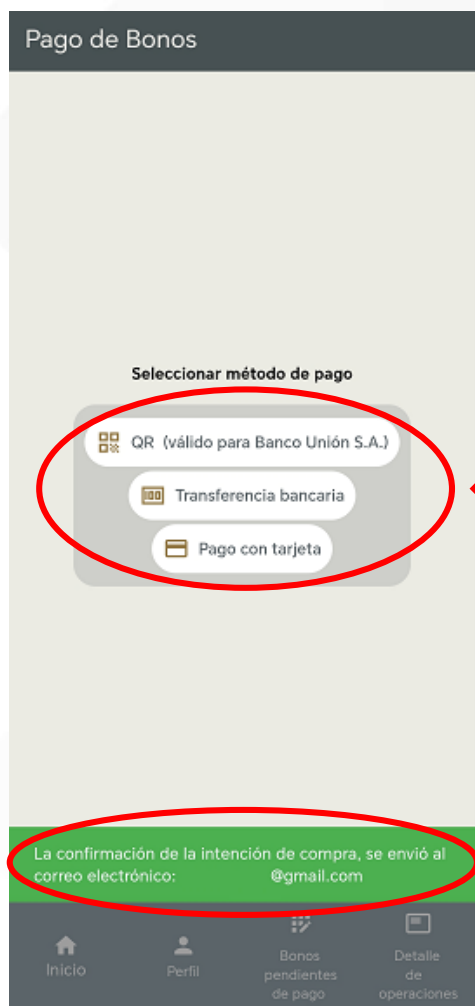 Pago de Bonos
Seleccionar método de pago
QR (válido para Banco Unión S.A.)
Transferencia bancaria
Pago con tarjeta
La confirmación de la intención de compra, se envió al
correo electrónico: @gmail.com
Inicio
Perfil
Bonos
pendientes
de pago
Detalle
de
operaciones